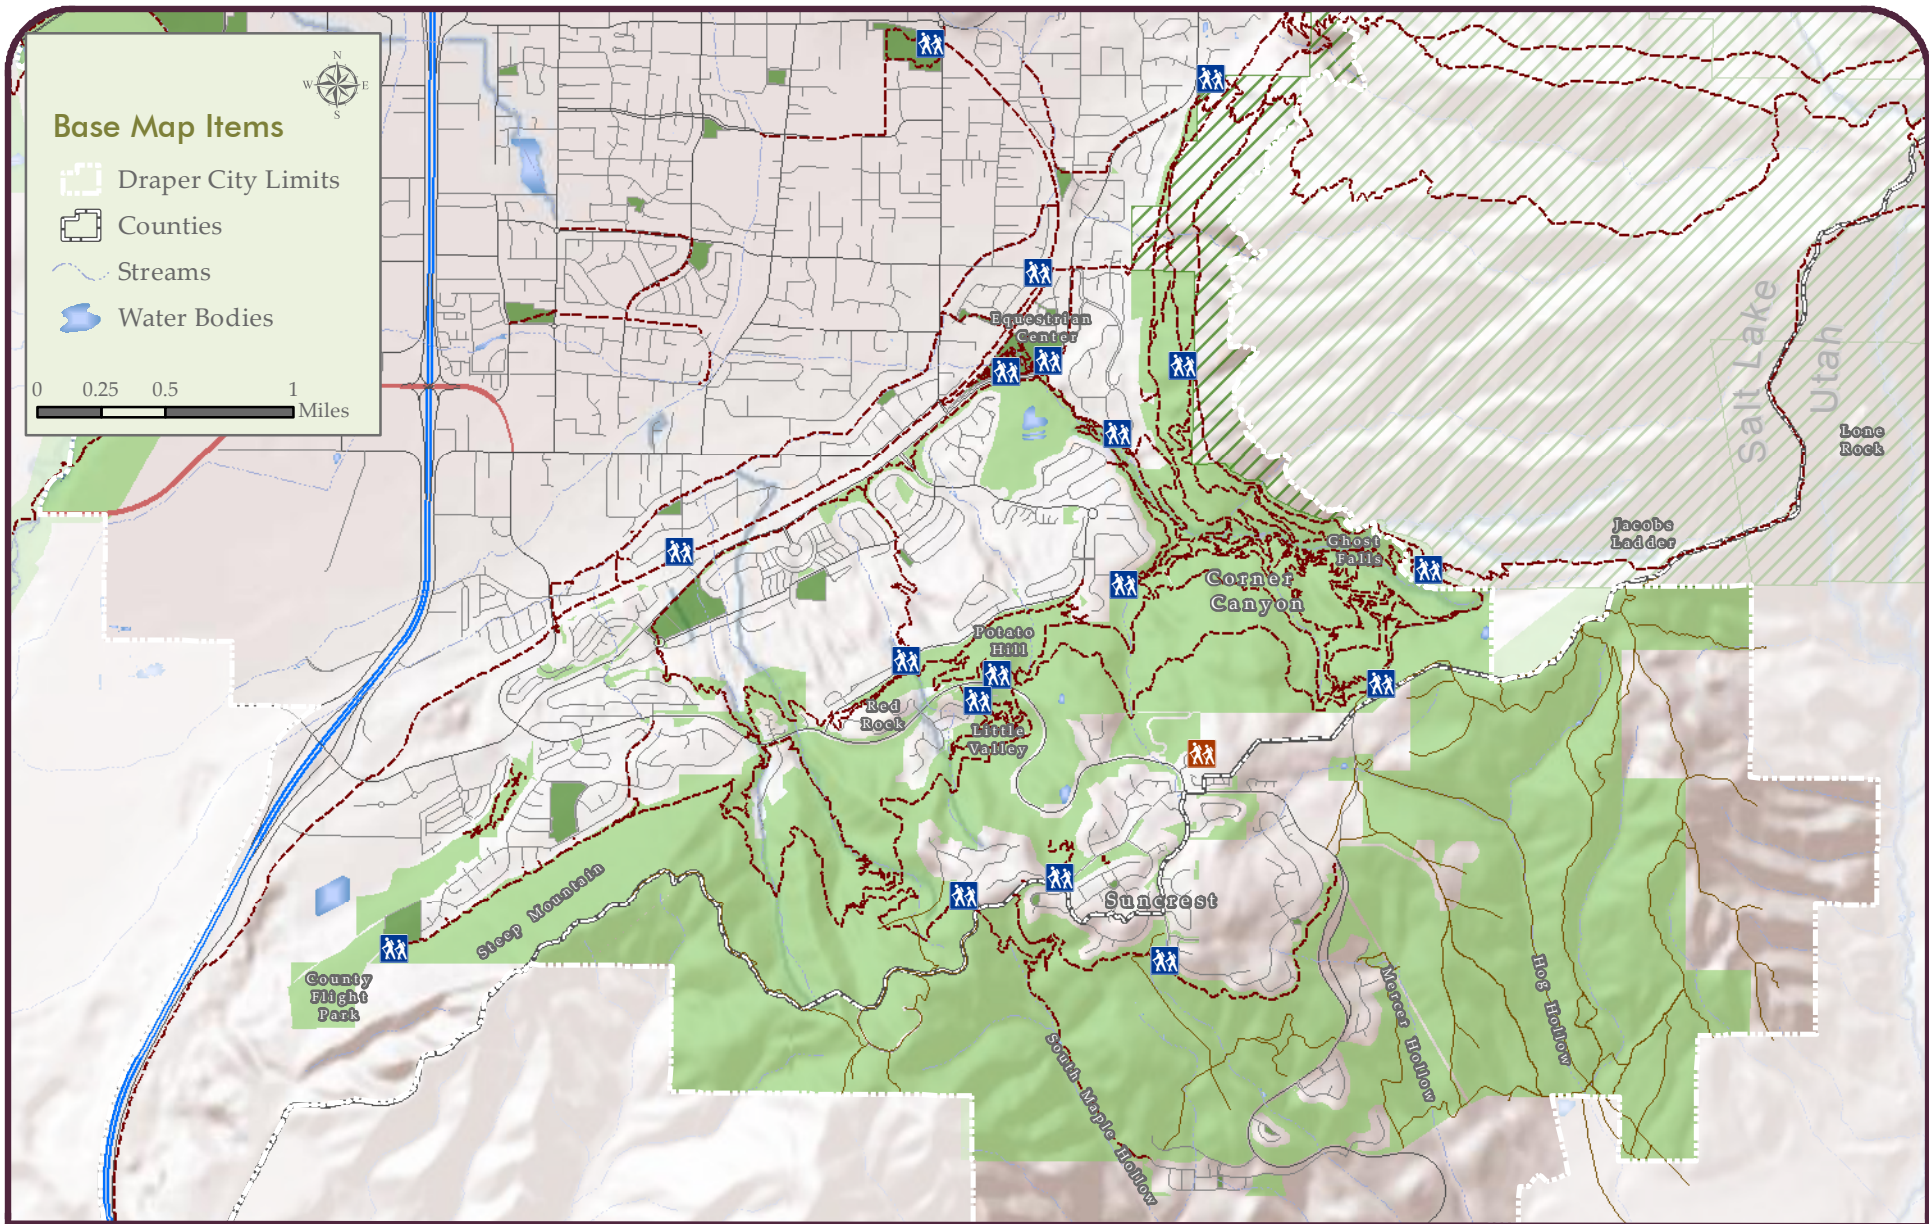 N
W E
S
Base Map Items
Draper City Limits
Counties
Streams
Water Bodies
0 0.25 0.5 1
Miles
Equestrian
Center
Salt Lake
Utah
Lone
Rock
Jacobs
Ladder
Ghost
Falls
Corner
Canyon
Potato
Hill
Red
Rock
Little
Valley
Suncrest
Steep Mountain
County
Flight
Park
South Maple Hollow
Mercer Hollow
Hog Hollow